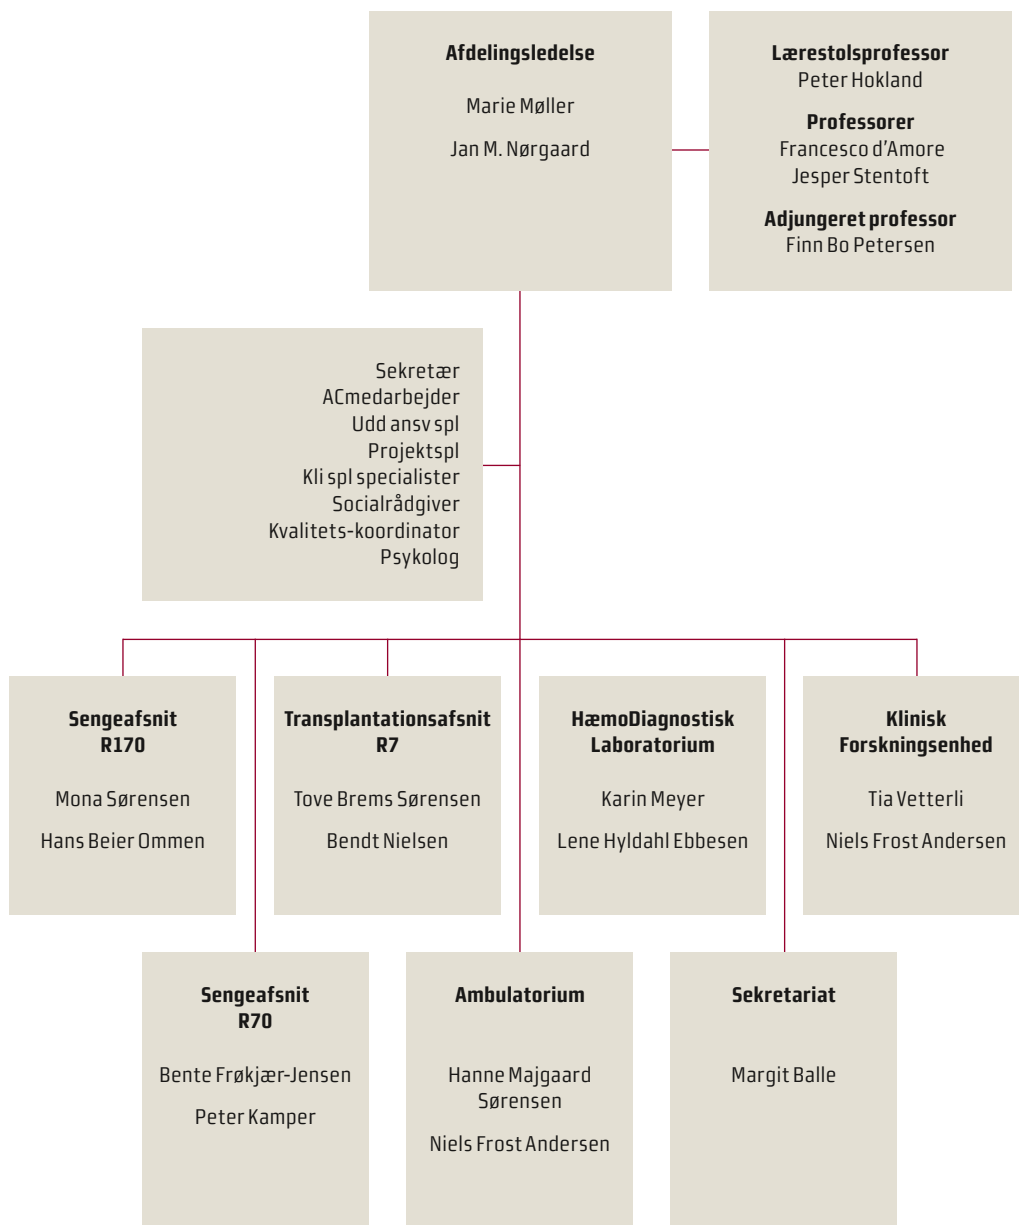 Afdelingsledelse
Marie Møller
Jan M. Nørgaard
Lærestolsprofessor
Peter Hokland
Professorer
Francesco d’Amore
Jesper Stentoft
Adjungeret professor
Finn Bo Petersen
Sekretær
ACmedarbejder
Udd ansv spl
Projektspl
Kli spl specialister
Socialrådgiver
Kvalitets-koordinator
Psykolog
Sengeafsnit
R170
Mona Sørensen
Hans Beier Ommen
Transplantationsafsnit
R7
Tove Brems Sørensen
Bendt Nielsen
HæmoDiagnostisk
Laboratorium
Karin Meyer
Lene Hyldahl Ebbesen
Klinisk
Forskningsenhed
Tia Vetterli
Niels Frost Andersen
Sengeafsnit
R70
Bente Frøkjær-Jensen
Peter Kamper
Ambulatorium
Hanne Majgaard
Sørensen
Niels Frost Andersen
Sekretariat
Margit Balle